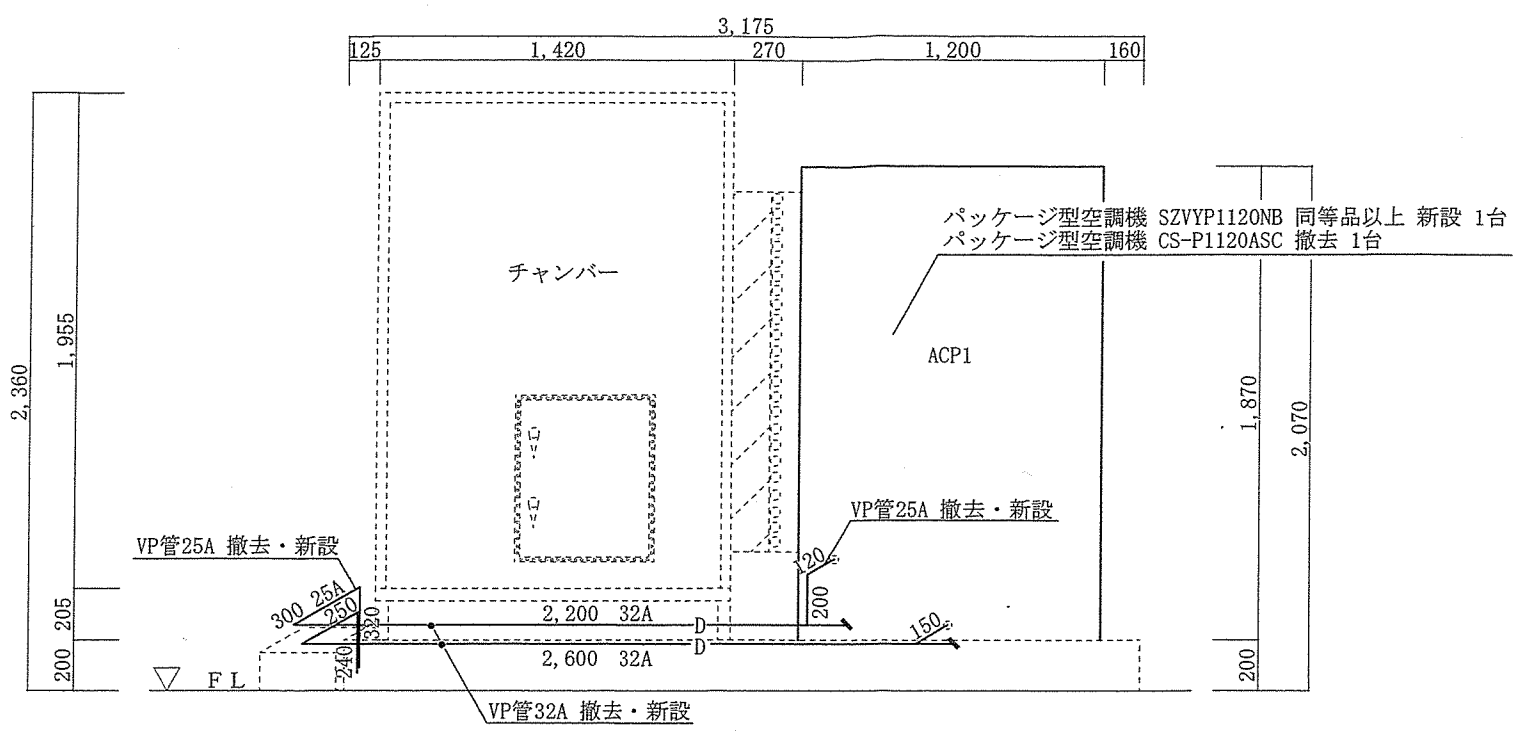 3,175
125
1,420
270
1,200
160
パッケージ型空調機 SZVYP1120NB 同等品以上 新設 1台
パッケージ型空調機 CS-P1120ASC 撤去 1台
チャンバー
ACP1
1,955
2,360
1,870
2,070
VP管25A 撤去・新設
VP管25A 撤去・新設
120
200
300 25A
250
320
2,200 32A
D
150
205
200
240
2,600 32A
D
200
FL
VP管32A 撤去・新設